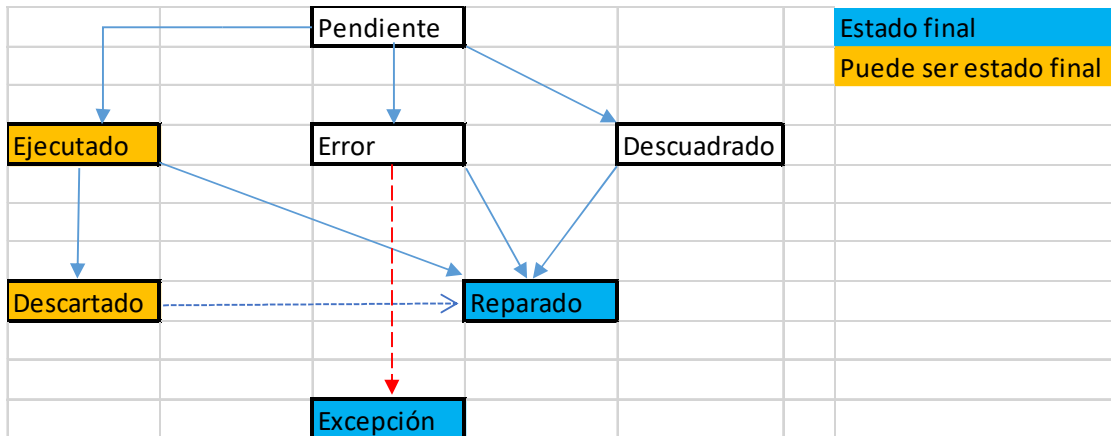 Pendiente
Estado final
Puede ser estado final
Ejecutado
Error
Descuadrado
Descartado
Reparado
Excepción